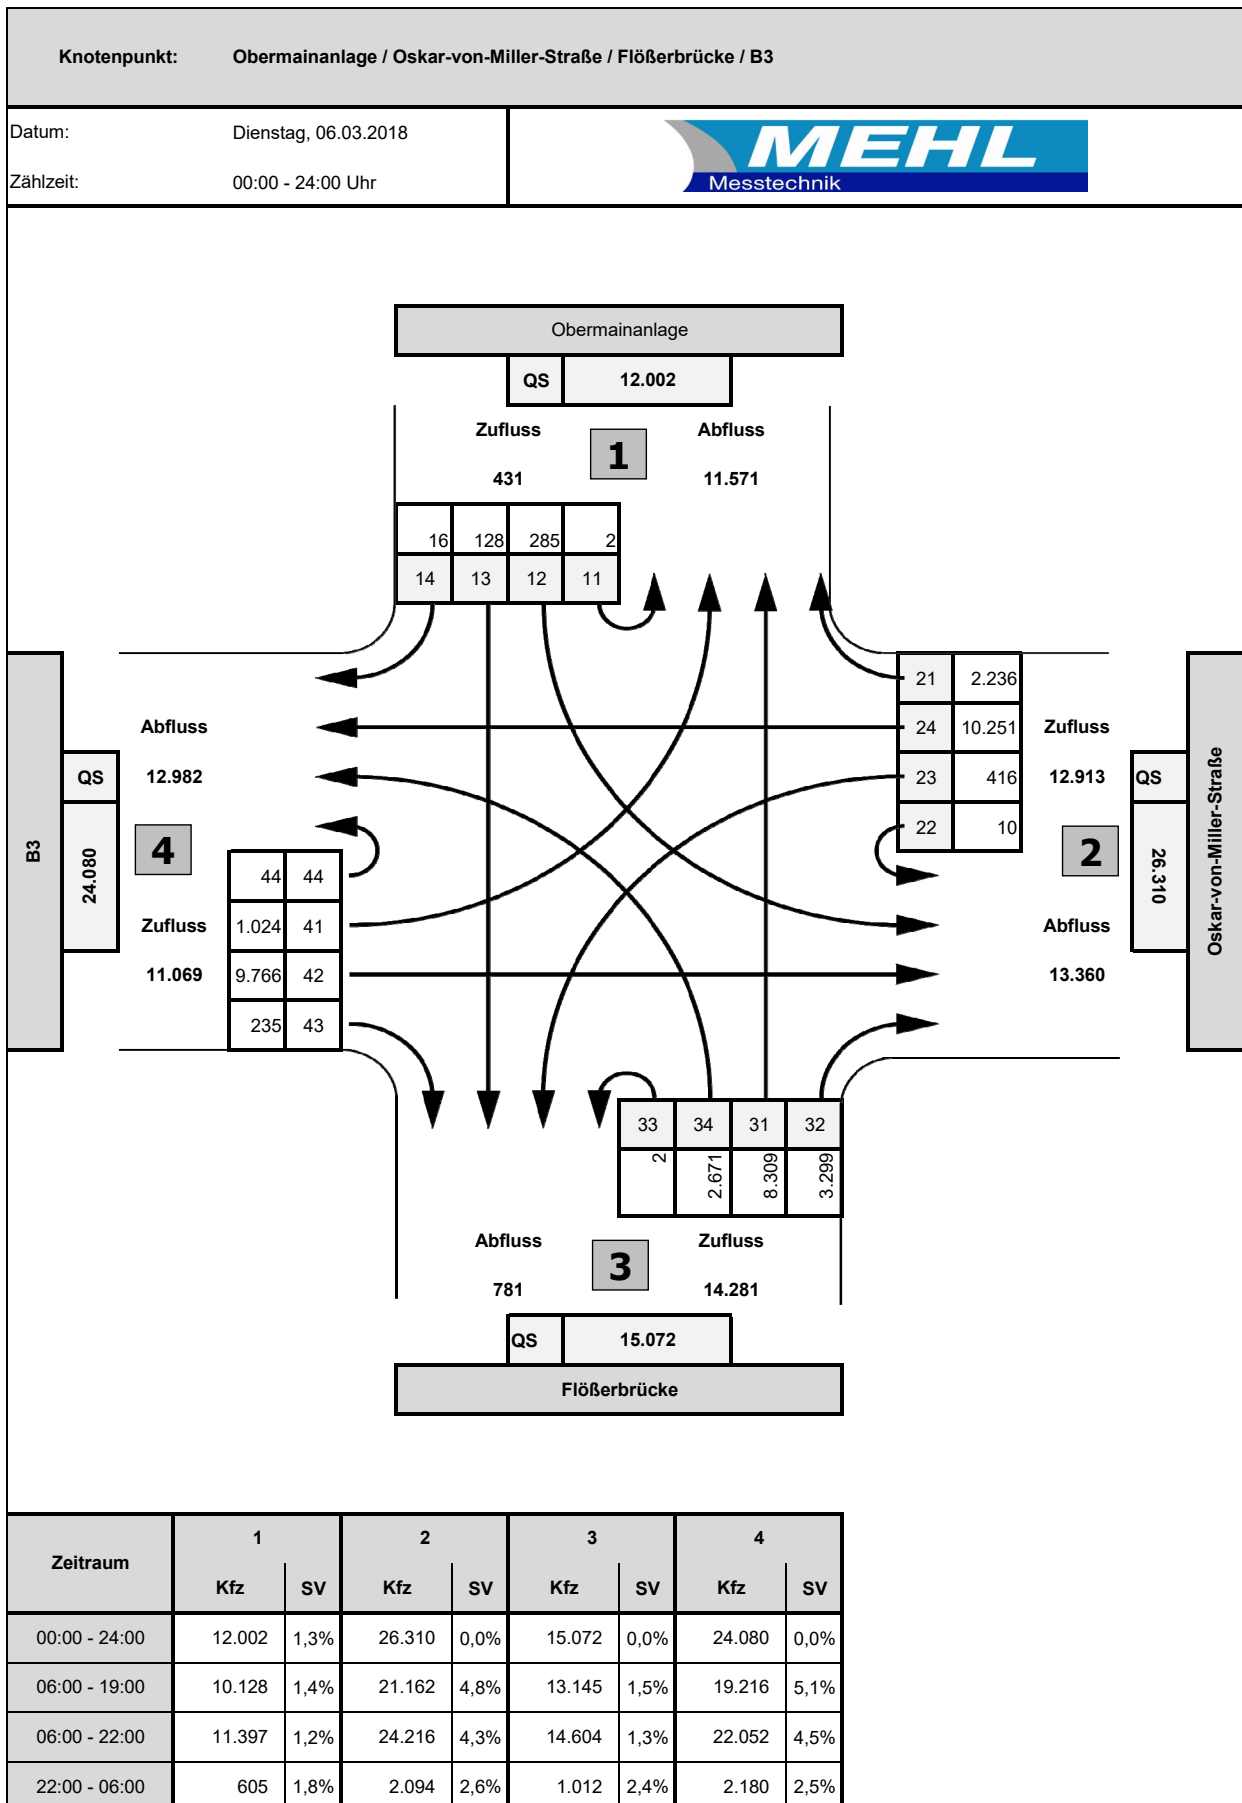 Knotenpunkt: Obermainanlage / Oskar-von-Miller-Straße / Flößerbrücke / B3
Datum: Dienstag, 06.03.2018
Zählzeit: 00:00 - 24:00 Uhr
MEHL
Messtechnik
Obermainanlage
QS 12.002
Zufluss 1 Abfluss
431 11.571
16 128 285 2
14 13 12 11
21 2.236
24 10.251
23 416
22 10
Zufluss
12.913
2
Abfluss
13.360
QS
26.310
Oskar-von-Miller-Straße
B3
QS
24.080
Abfluss
12.982
4
Zufluss
11.069
44 44
1.024 41
9.766 42
235 43
33 34 31 32
2 2.671 8.309 3.299
Abfluss 3 Zufluss
781 14.281
QS 15.072
Flößerbrücke
Zeitraum 1 2 3 4
Kfz SV Kfz SV Kfz SV Kfz SV
00:00 - 24:00 12.002 1,3% 26.310 0,0% 15.072 0,0% 24.080 0,0%
06:00 - 19:00 10.128 1,4% 21.162 4,8% 13.145 1,5% 19.216 5,1%
06:00 - 22:00 11.397 1,2% 24.216 4,3% 14.604 1,3% 22.052 4,5%
22:00 - 06:00 605 1,8% 2.094 2,6% 1.012 2,4% 2.180 2,5%